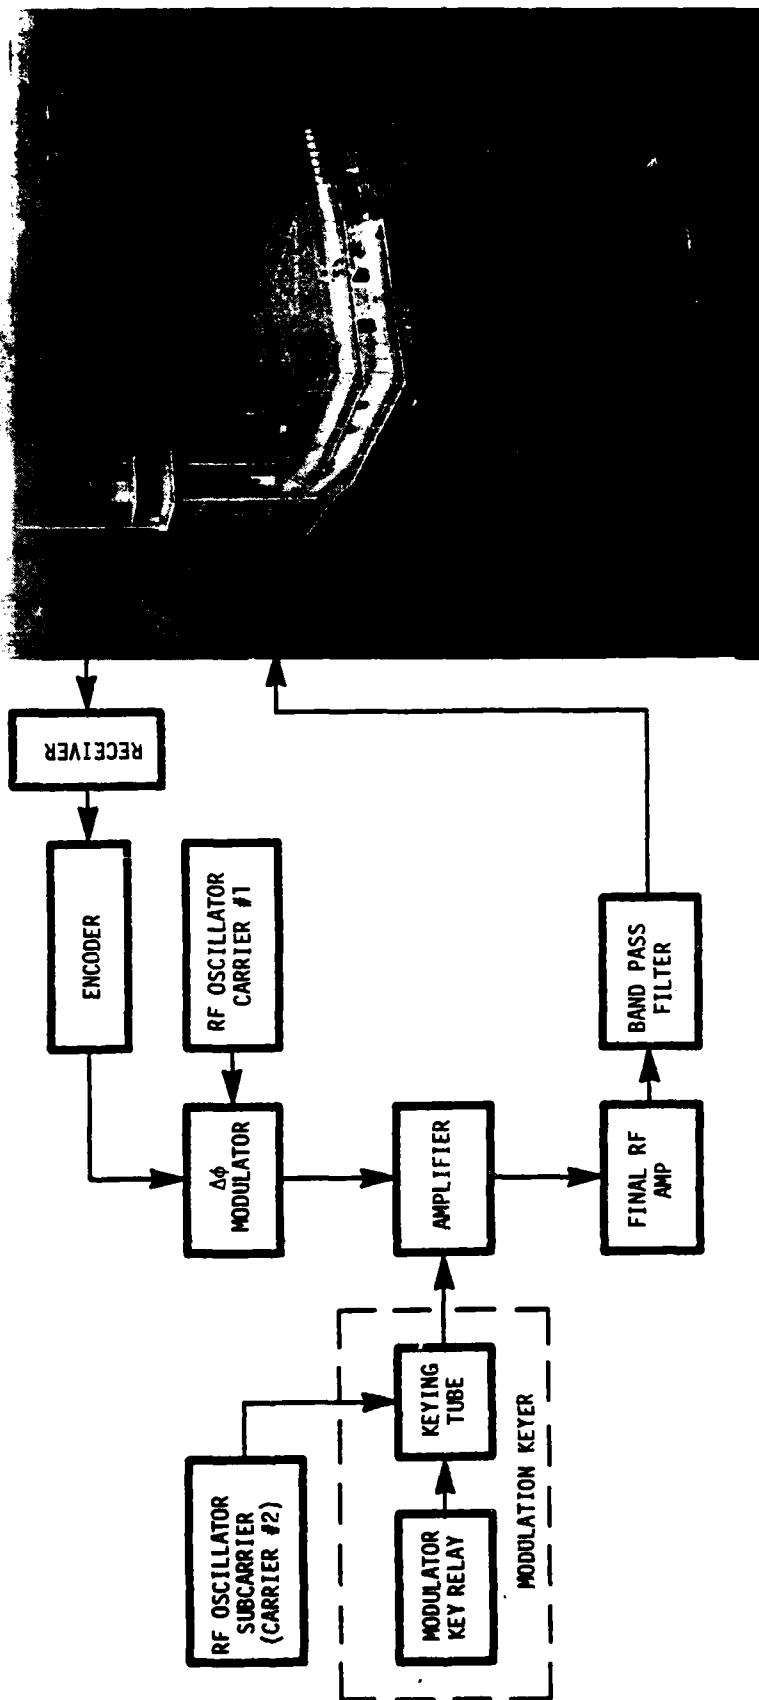 RECEIVER
ENCODER
RF OSCILLATOR
CARRIER #1
Δϕ
MODULATOR
RF OSCILLATOR
SUBCARRIER
(CARRIER #2)
KEYING
TUBE
MODULATOR
KEY RELAY
MODULATION KEYER
AMPLIFIER
FINAL RF
AMP
BAND PASS
FILTER